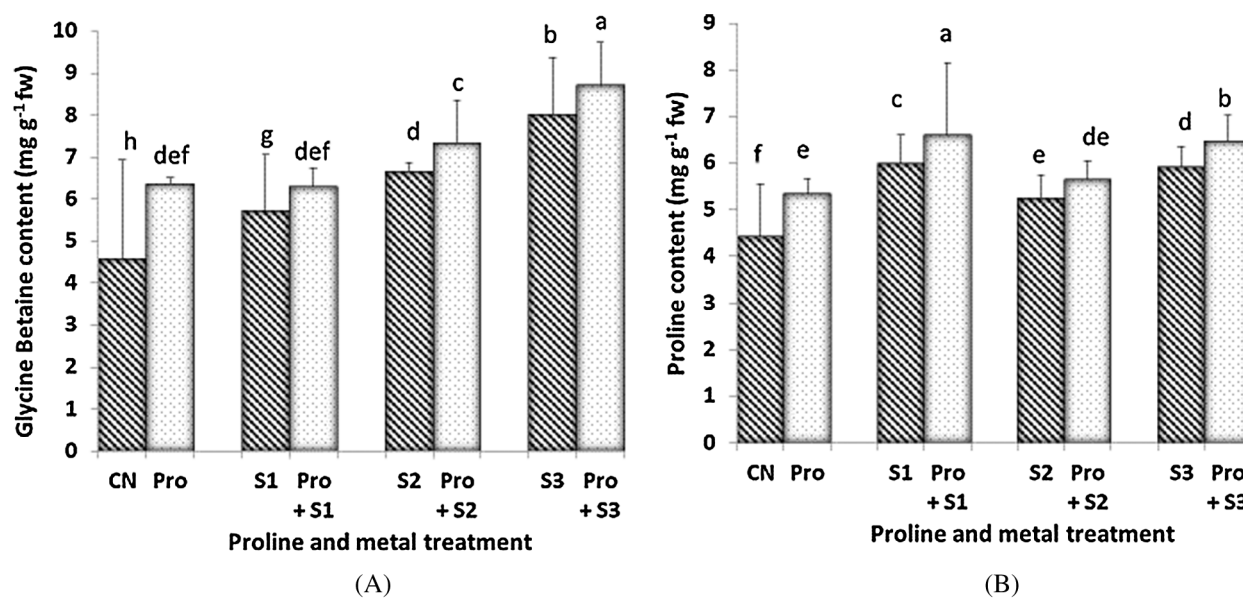 Glycine Betaine content (mg g⁻¹ fw)
10
9
8
7
6
5
4
3
2
1
0
h
def
g
def
d
c
b
a
CN Pro S1 Pro S2 Pro S3 Pro
+ S1 + S2 + S3
Proline and metal treatment
(A)
Proline content (mg g⁻¹ fw)
9
8
7
6
5
4
3
2
1
0
f
e
c
a
e
de
d
b
CN Pro S1 Pro S2 Pro S3 Pro
+ S1 + S2 + S3
Proline and metal treatment
(B)